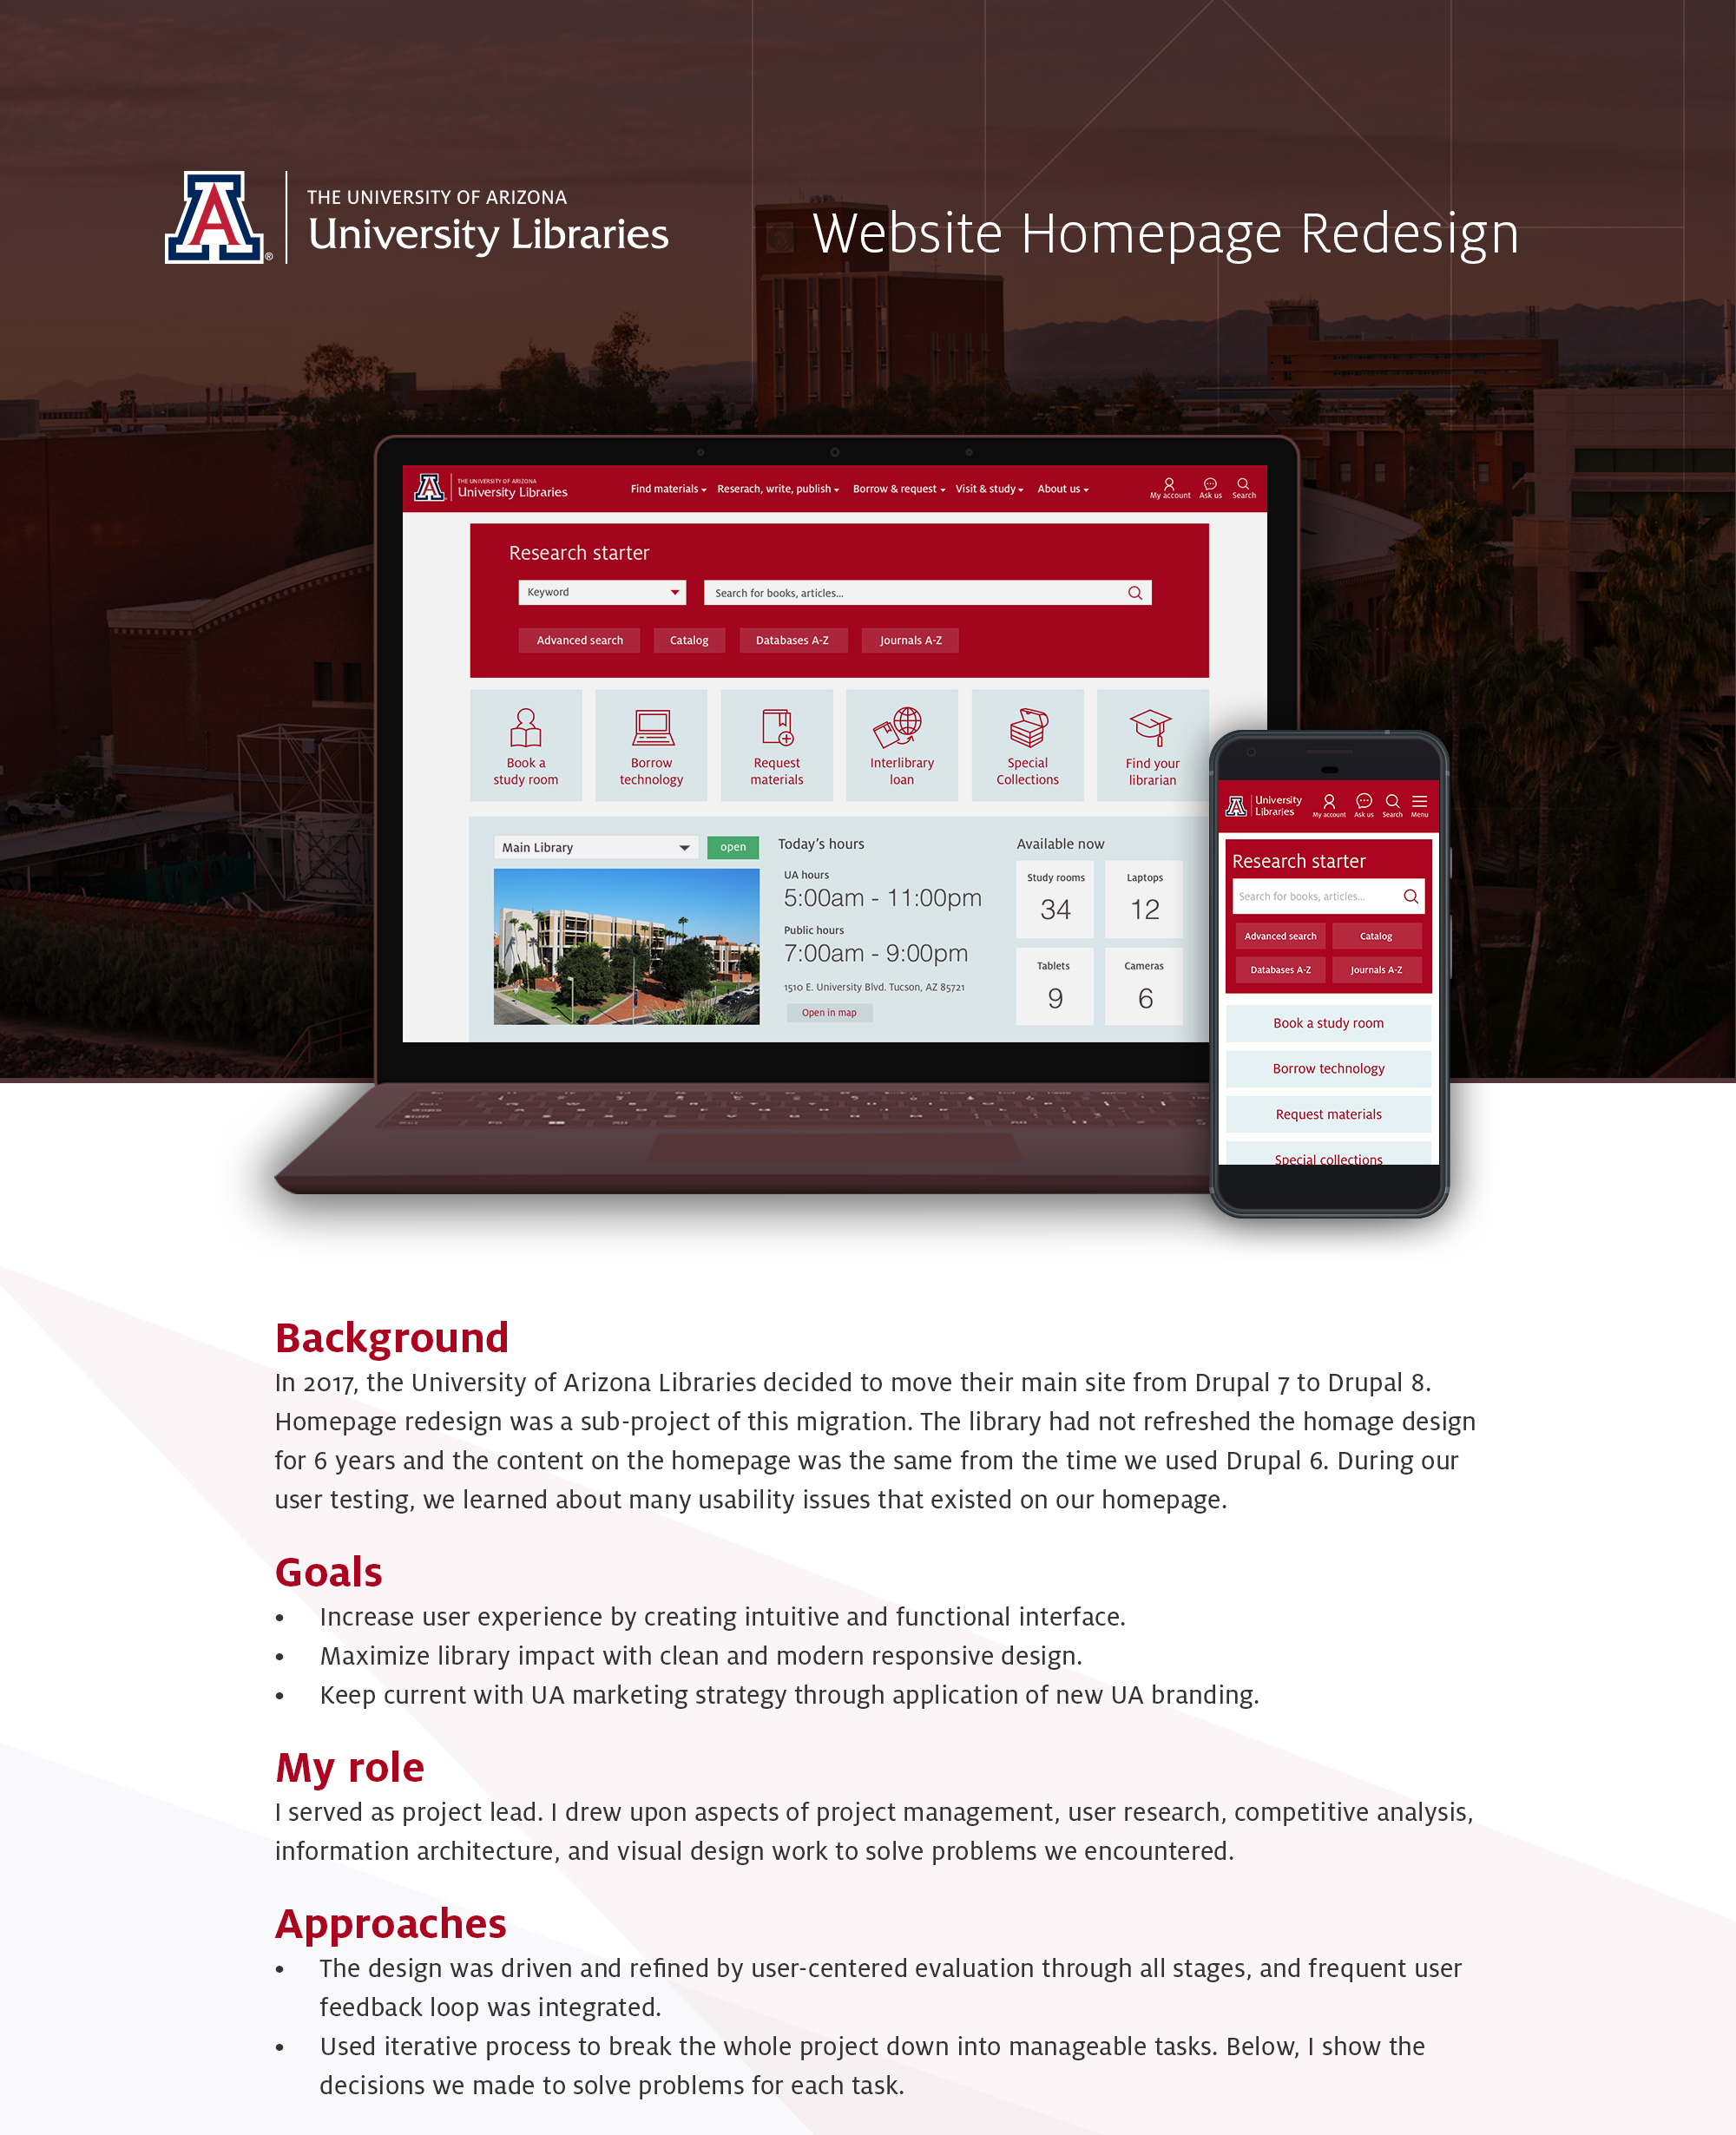 THE UNIVERSITY OF ARIZONA
University Libraries
®
Website Homepage Redesign
THE UNIVERSITY OF ARIZONA
University Libraries
Find materials
Reserach, write, publish
Borrow & request
Visit & study
About us
My account
Ask us
Search
Research starter
Keyword
Search for books, articles...
Advanced search
Catalog
Databases A-Z
Journals A-Z
Book a
study room
Borrow
technology
Request
materials
Interlibrary
loan
Special
Collections
Find your
librarian
Main Library
open
Today's hours
UA hours
5:00am - 11:00pm
Public hours
7:00am - 9:00pm
1510 E. University Blvd. Tucson, AZ 85721
Open in map
Available now
Study rooms
34
Laptops
12
Tablets
9
Cameras
6
University
Libraries
My account
Ask us
Search
Menu
Research starter
Search for books, articles...
Advanced search
Catalog
Databases A-Z
Journals A-Z
Book a study room
Borrow technology
Request materials
Special collections
Background
In 2017, the University of Arizona Libraries decided to move their main site from Drupal 7 to Drupal 8.
Homepage redesign was a sub-project of this migration. The library had not refreshed the homage design
for 6 years and the content on the homepage was the same from the time we used Drupal 6. During our
user testing, we learned about many usability issues that existed on our homepage.
Goals
• Increase user experience by creating intuitive and functional interface.
• Maximize library impact with clean and modern responsive design.
• Keep current with UA marketing strategy through application of new UA branding.
My role
I served as project lead. I drew upon aspects of project management, user research, competitive analysis,
information architecture, and visual design work to solve problems we encountered.
Approaches
• The design was driven and refined by user-centered evaluation through all stages, and frequent user
feedback loop was integrated.
• Used iterative process to break the whole project down into manageable tasks. Below, I show the
decisions we made to solve problems for each task.